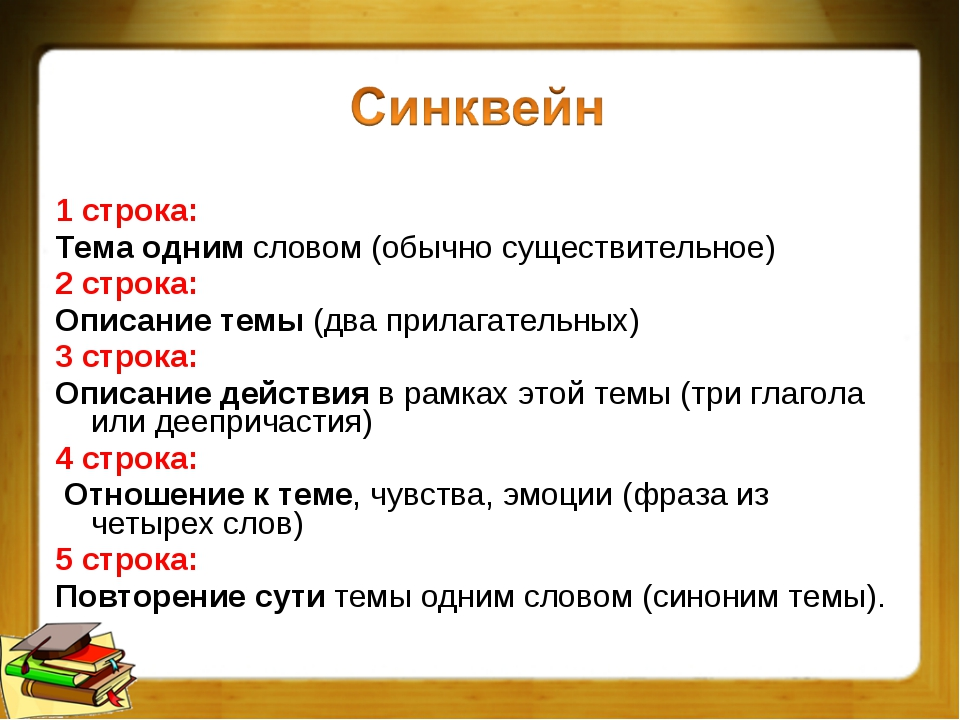 Синквейн
1 строка:
Тема одним словом (обычно существительное)
2 строка:
Описание темы (два прилагательных)
3 строка:
Описание действия в рамках этой темы (три глагола
или деепричастия)
4 строка:
Отношение к теме, чувства, эмоции (фраза из
четырех слов)
5 строка:
Повторение сути темы одним словом (синоним темы).